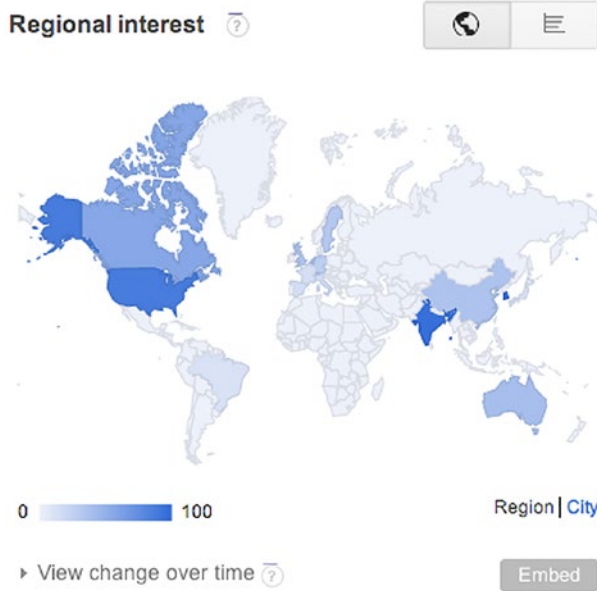 Regional interest ?
0 100
Region | City
View change over time ?
Embed